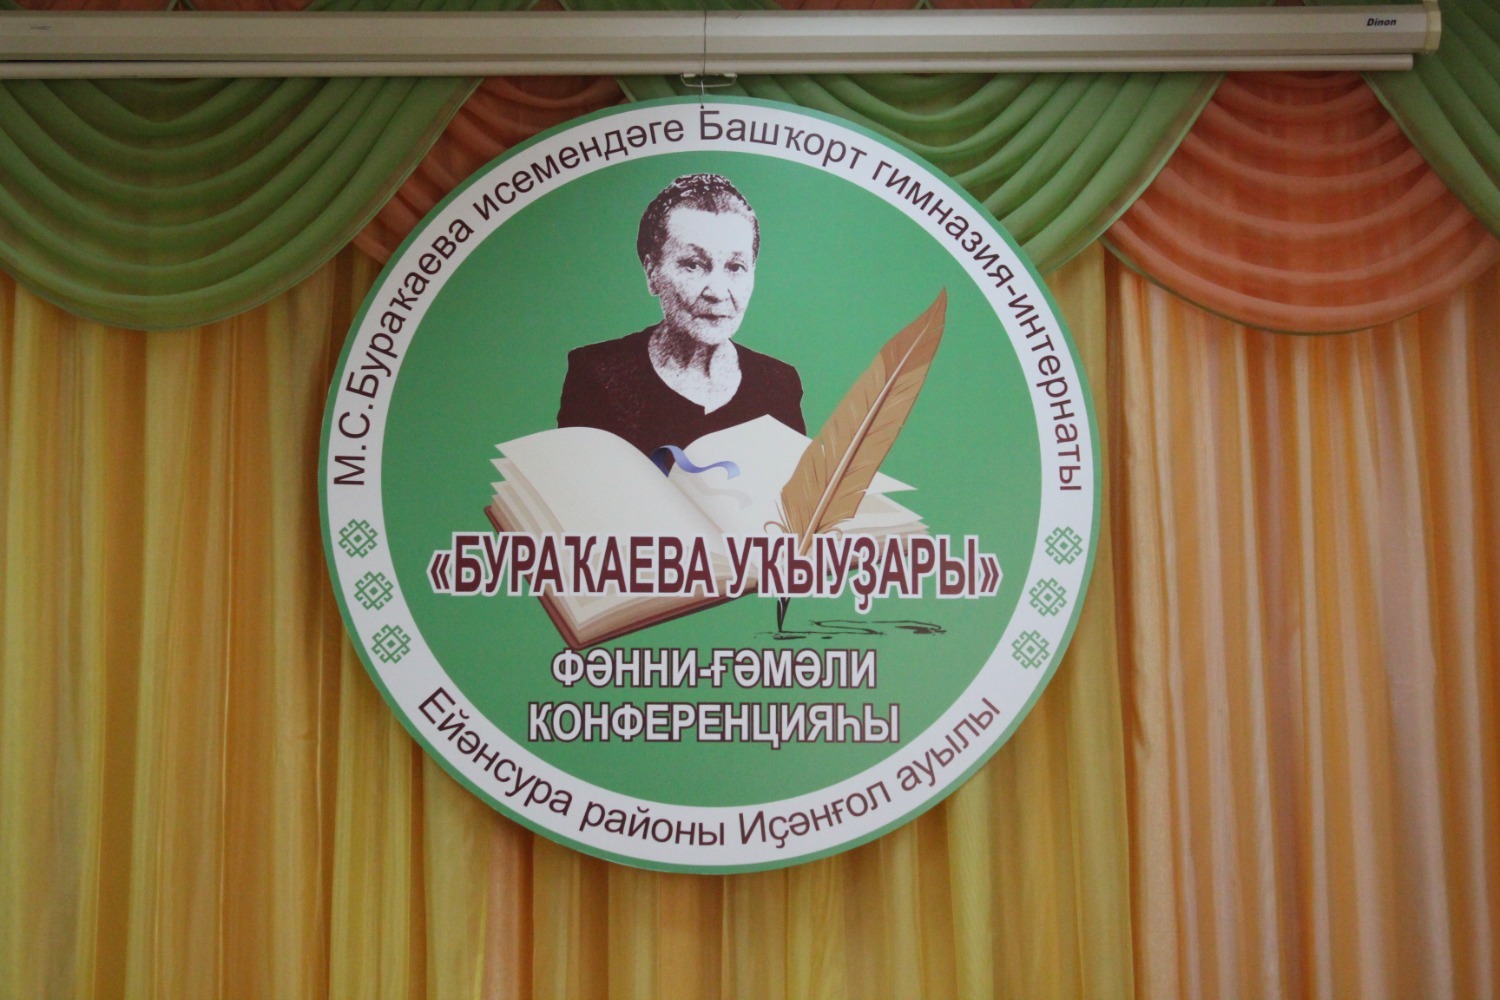 Dinon
М.С.Бураҡаева исемендәге Башҡорт гимназия-интернаты
«БУРАҠАЕВА УҠЫУҘАРЫ»
ФӘННИ-ҒӘМӘЛИ
КОНФЕРЕНЦИЯҺЫ
Ейәнсура районы Иҫәнғол ауылы